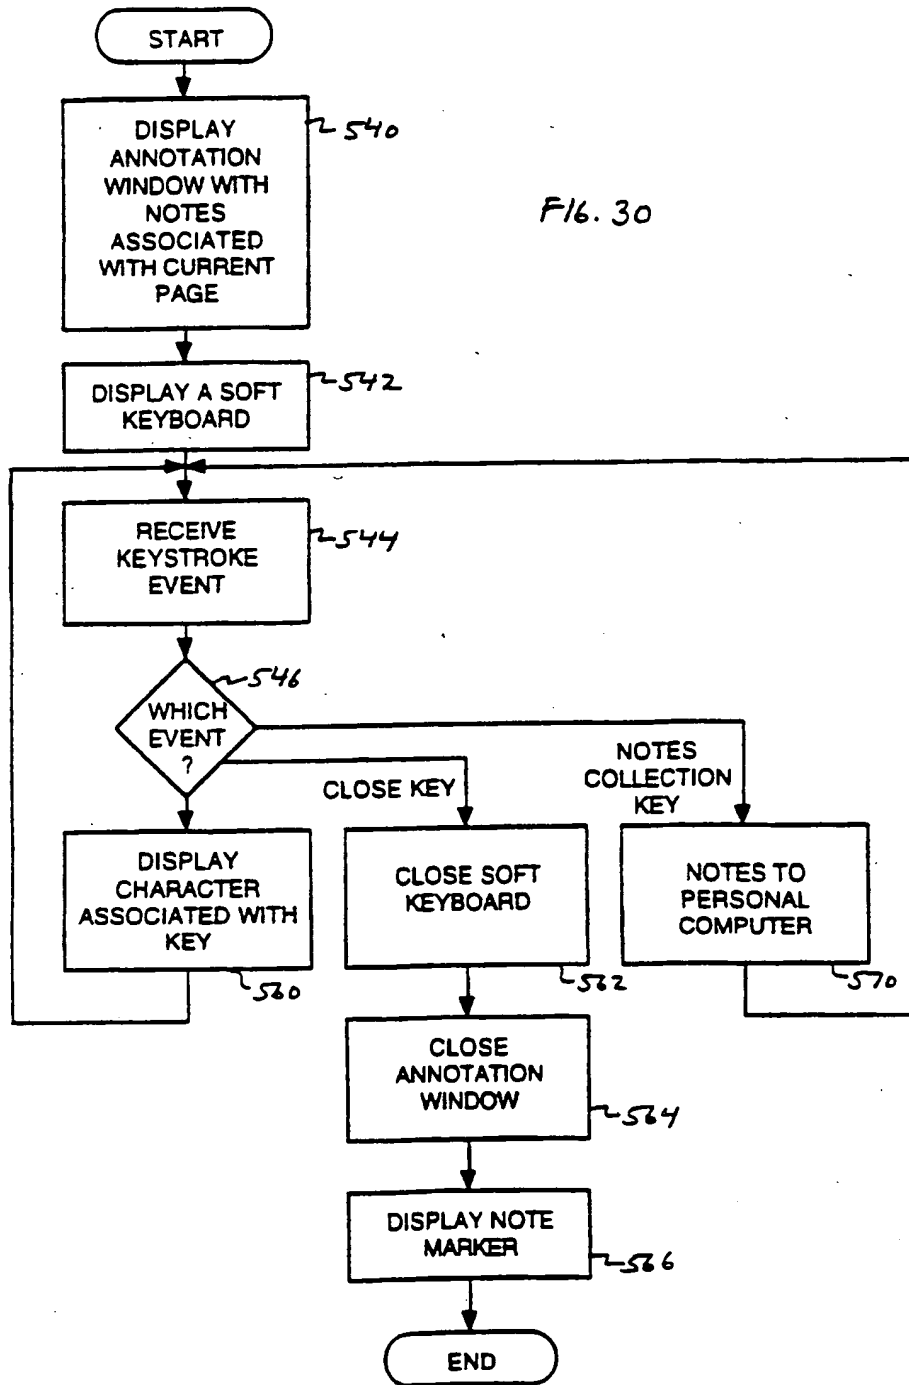 START
540
DISPLAY
ANNOTATION
WINDOW WITH
NOTES
ASSOCIATED
WITH CURRENT
PAGE
FIG. 30
542
DISPLAY A SOFT
KEYBOARD
544
RECEIVE
KEYSTROKE
EVENT
546
WHICH
EVENT
?
CLOSE KEY
NOTES
COLLECTION
KEY
DISPLAY
CHARACTER
ASSOCIATED WITH
KEY
560
CLOSE SOFT
KEYBOARD
562
NOTES TO
PERSONAL
COMPUTER
570
CLOSE
ANNOTATION
WINDOW
564
DISPLAY NOTE
MARKER
566
END